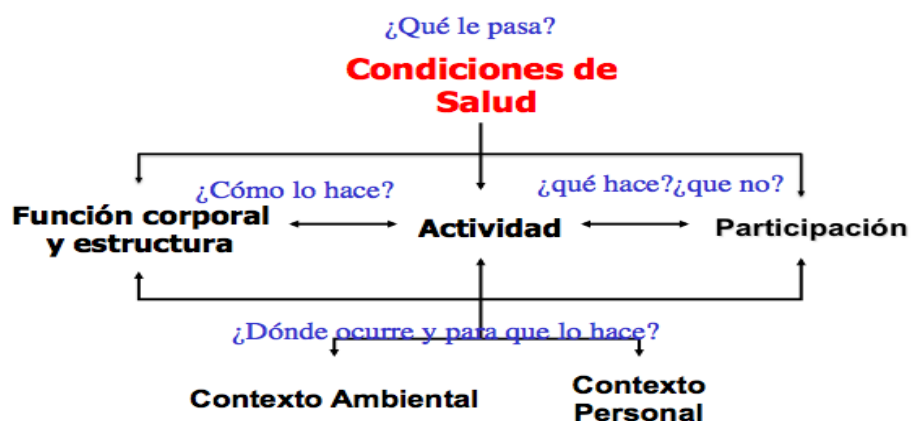 ¿Qué le pasa?
Condiciones de
Salud
¿Cómo lo hace?
¿qué hace?¿que no?
Función corporal
y estructura
Actividad
Participación
¿Dónde ocurre y para que lo hace?
Contexto Ambiental
Contexto
Personal